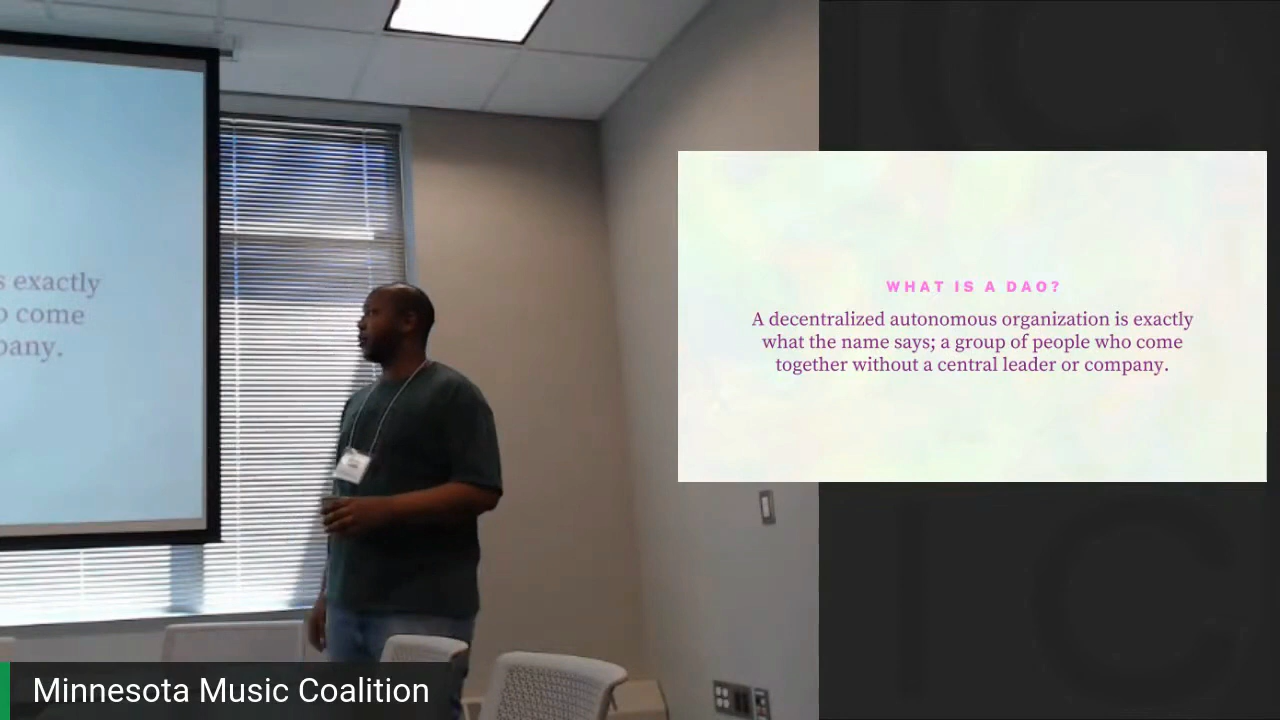 s exactly
o come
pany.
WHAT IS A DAO?
A decentralized autonomous organization is exactly
what the name says; a group of people who come
together without a central leader or company.
Minnesota Music Coalition